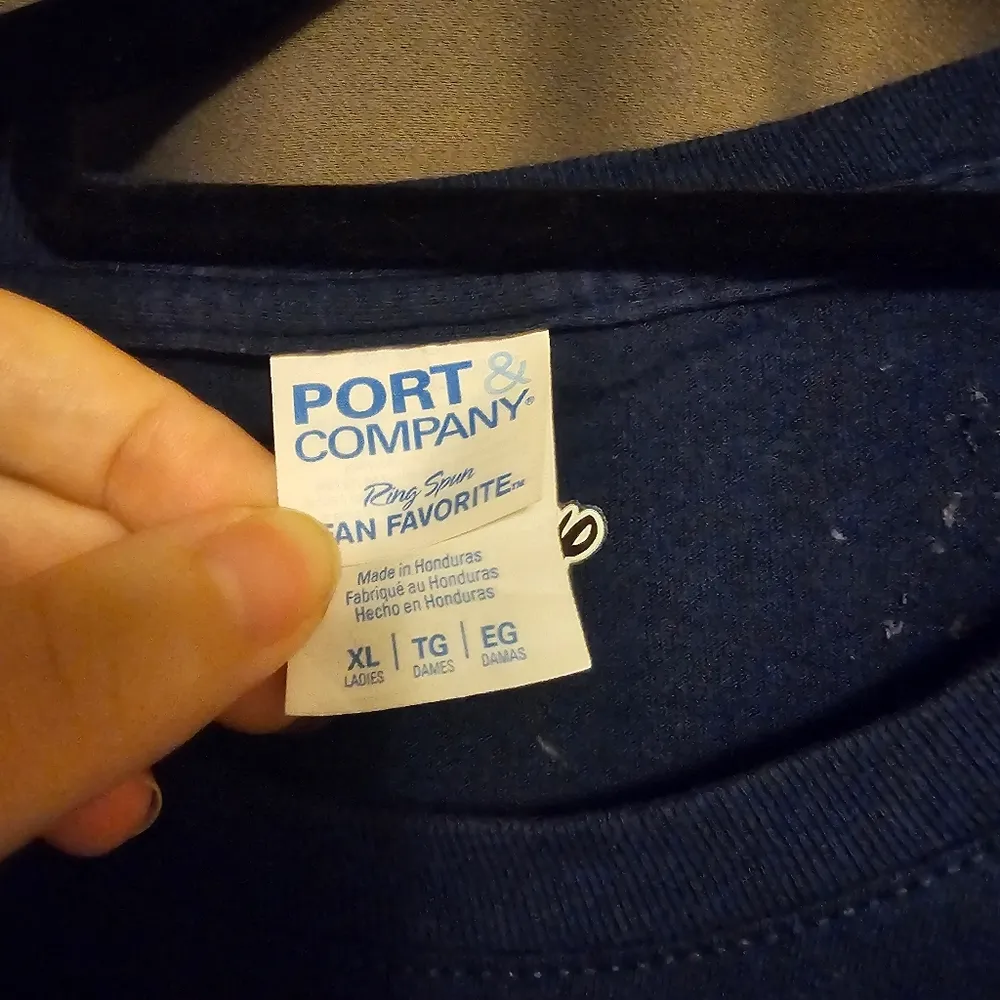 PORT &
COMPANY®
Ring Spun
FAN FAVORITE™
Made in Honduras
Fabriqué au Honduras
Hecho en Honduras
XL | TG | EG
LADIES DAMES DAMAS